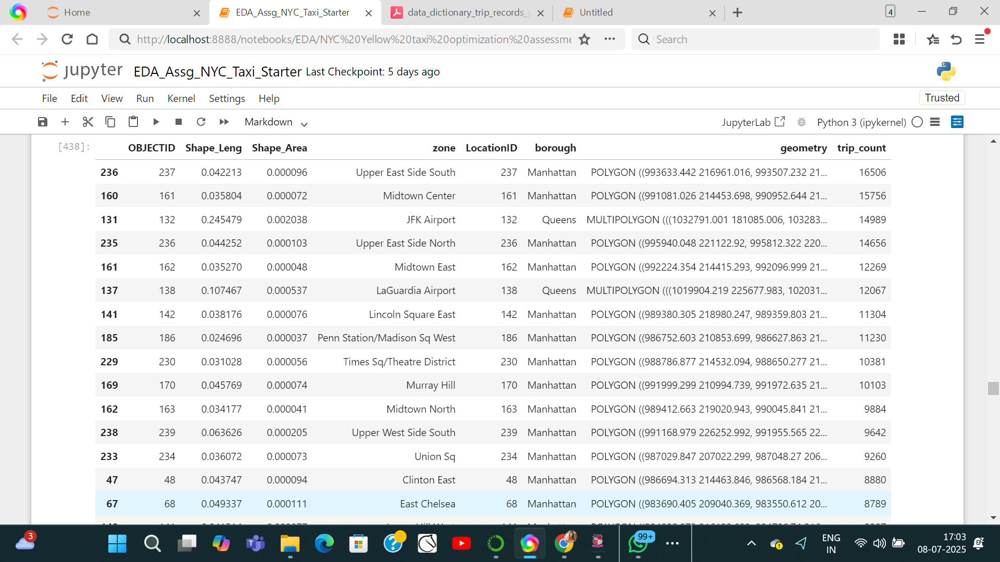 Home
EDA_Assg_NYC_Taxi_Starter
data_dictionary_trip_records_y
Untitled
4
http://localhost:8888/notebooks/EDA/NYC%20Yellow%20taxi%20optimization%20assessme
Search
jupyter EDA_Assg_NYC_Taxi_Starter Last Checkpoint: 5 days ago
File Edit View Run Kernel Settings Help
Trusted
Markdown
JupyterLab
Python 3 (ipykernel)
[438]:
OBJECTID Shape_Leng Shape_Area zone LocationID borough geometry trip_count
236 237 0.042213 0.000096 Upper East Side South 237 Manhattan POLYGON ((993633.442 216961.016, 993507.232 21... 16506
160 161 0.035804 0.000072 Midtown Center 161 Manhattan POLYGON ((991081.026 214453.698, 990952.644 21... 15756
131 132 0.245479 0.002038 JFK Airport 132 Queens MULTIPOLYGON (((1032791.001 181085.006, 103283... 14989
235 236 0.044252 0.000103 Upper East Side North 236 Manhattan POLYGON ((995940.048 221122.92, 995812.322 220... 14656
161 162 0.035270 0.000048 Midtown East 162 Manhattan POLYGON ((992224.354 214415.293, 992096.999 21... 12269
137 138 0.107467 0.000537 LaGuardia Airport 138 Queens MULTIPOLYGON (((1019904.219 225677.983, 102031... 12067
141 142 0.038176 0.000076 Lincoln Square East 142 Manhattan POLYGON ((989380.305 218980.247, 989359.803 21... 11304
185 186 0.024696 0.000037 Penn Station/Madison Sq West 186 Manhattan POLYGON ((986752.603 210853.699, 986627.863 21... 11230
229 230 0.031028 0.000056 Times Sq/Theatre District 230 Manhattan POLYGON ((988786.877 214532.094, 988650.277 21... 10381
169 170 0.045769 0.000074 Murray Hill 170 Manhattan POLYGON ((991999.299 210994.739, 991972.635 21... 10103
162 163 0.034177 0.000041 Midtown North 163 Manhattan POLYGON ((989412.663 219020.943, 990045.841 21... 9884
238 239 0.063626 0.000205 Upper West Side South 239 Manhattan POLYGON ((991168.979 226252.992, 991955.565 22... 9642
233 234 0.036072 0.000073 Union Sq 234 Manhattan POLYGON ((987029.847 207022.299, 987048.27 206... 9260
47 48 0.043747 0.000094 Clinton East 48 Manhattan POLYGON ((986694.313 214463.846, 986568.184 21... 8880
67 68 0.049337 0.000111 East Chelsea 68 Manhattan POLYGON ((983690.405 209040.369, 983550.612 20... 8789
3
99+
ENG
IN
17:03
08-07-2025